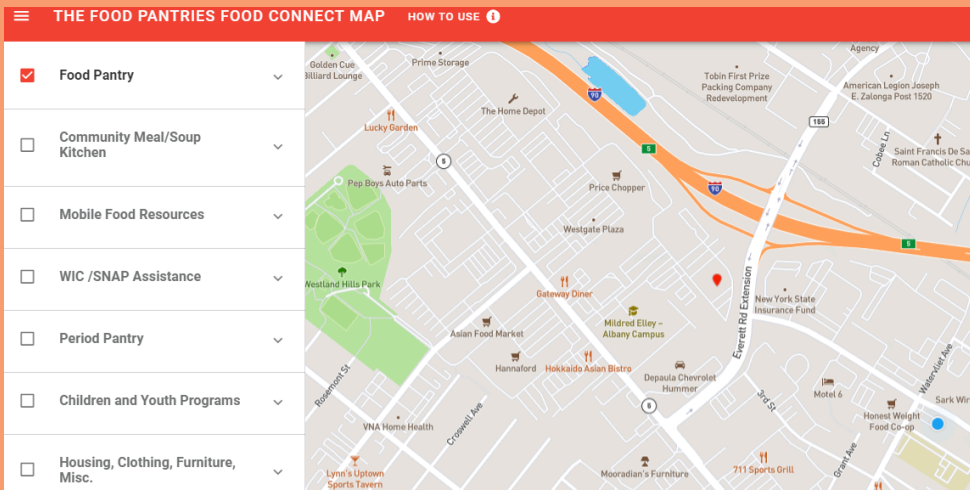 THE FOOD PANTRIES FOOD CONNECT MAP
HOW TO USE
Food Pantry
Community Meal/Soup
Kitchen
Mobile Food Resources
WIC /SNAP Assistance
Period Pantry
Children and Youth Programs
Housing, Clothing, Furniture,
Misc.
Golden Cue
Billiard Lounge
Prime Storage
Agency
Tobin First Prize
Packing Company
Redevelopment
American Legion Joseph
E. Zalonga Post 1520
90
The Home Depot
Lucky Garden
155
Cobee Ln
5
5
Saint Francis De Sa
Roman Catholic Chu
Pep Boys Auto Parts
Price Chopper
90
Westgate Plaza
5
Westland Hills Park
Gateway Diner
Everett Rd Extension
New York State
Insurance Fund
Mildred Elley –
Albany Campus
Asian Food Market
Hannaford
Hokkaido Asian Bistro
Depaula Chevrolet
Hummer
Rosemont St
Watervliet Ave
Motel 6
3rd St
Sark Wir
Honest Weight
Food Co-op
5
Croswell Ave
VNA Home Health
Grant Ave
Lynn's Uptown
Sports Tavern
Mooradian's Furniture
711 Sports Grill